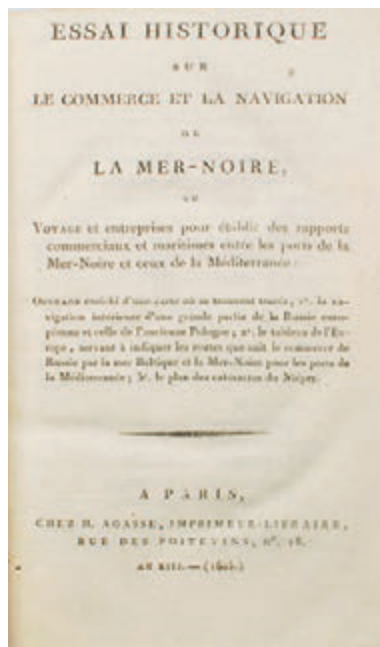 ESSAI HISTORIQUE
SUR
LE COMMERCE ET LA NAVIGATION
DE
LA MER-NOIRE,
OU
VOYAGE et entreprises pour établir des rapports
commerciaux et maritimes entre les ports de la
Mer-Noire et ceux de la Méditerranée:
OUVRAGE enrichi d'une carte où se trouvent tracés, 1°. la na-
vigation intérieure d'une grande partie de la Russie euro-
péenne et celle de l'ancienne Pologne; 2°. le tableau de l'Eu-
rope, servant à indiquer les routes que suit le commerce de
Russie par la mer Baltique et la Mer-Noire pour les ports de
la Méditerranée; 3°. le plan des cataractes du Niéper.
A PARIS,
CHEZ H. AGASSE, IMPRIMEUR-LIBRAIRE,
RUE DES POITEVINS, n°. 18.
AN XIII.—(1805.)